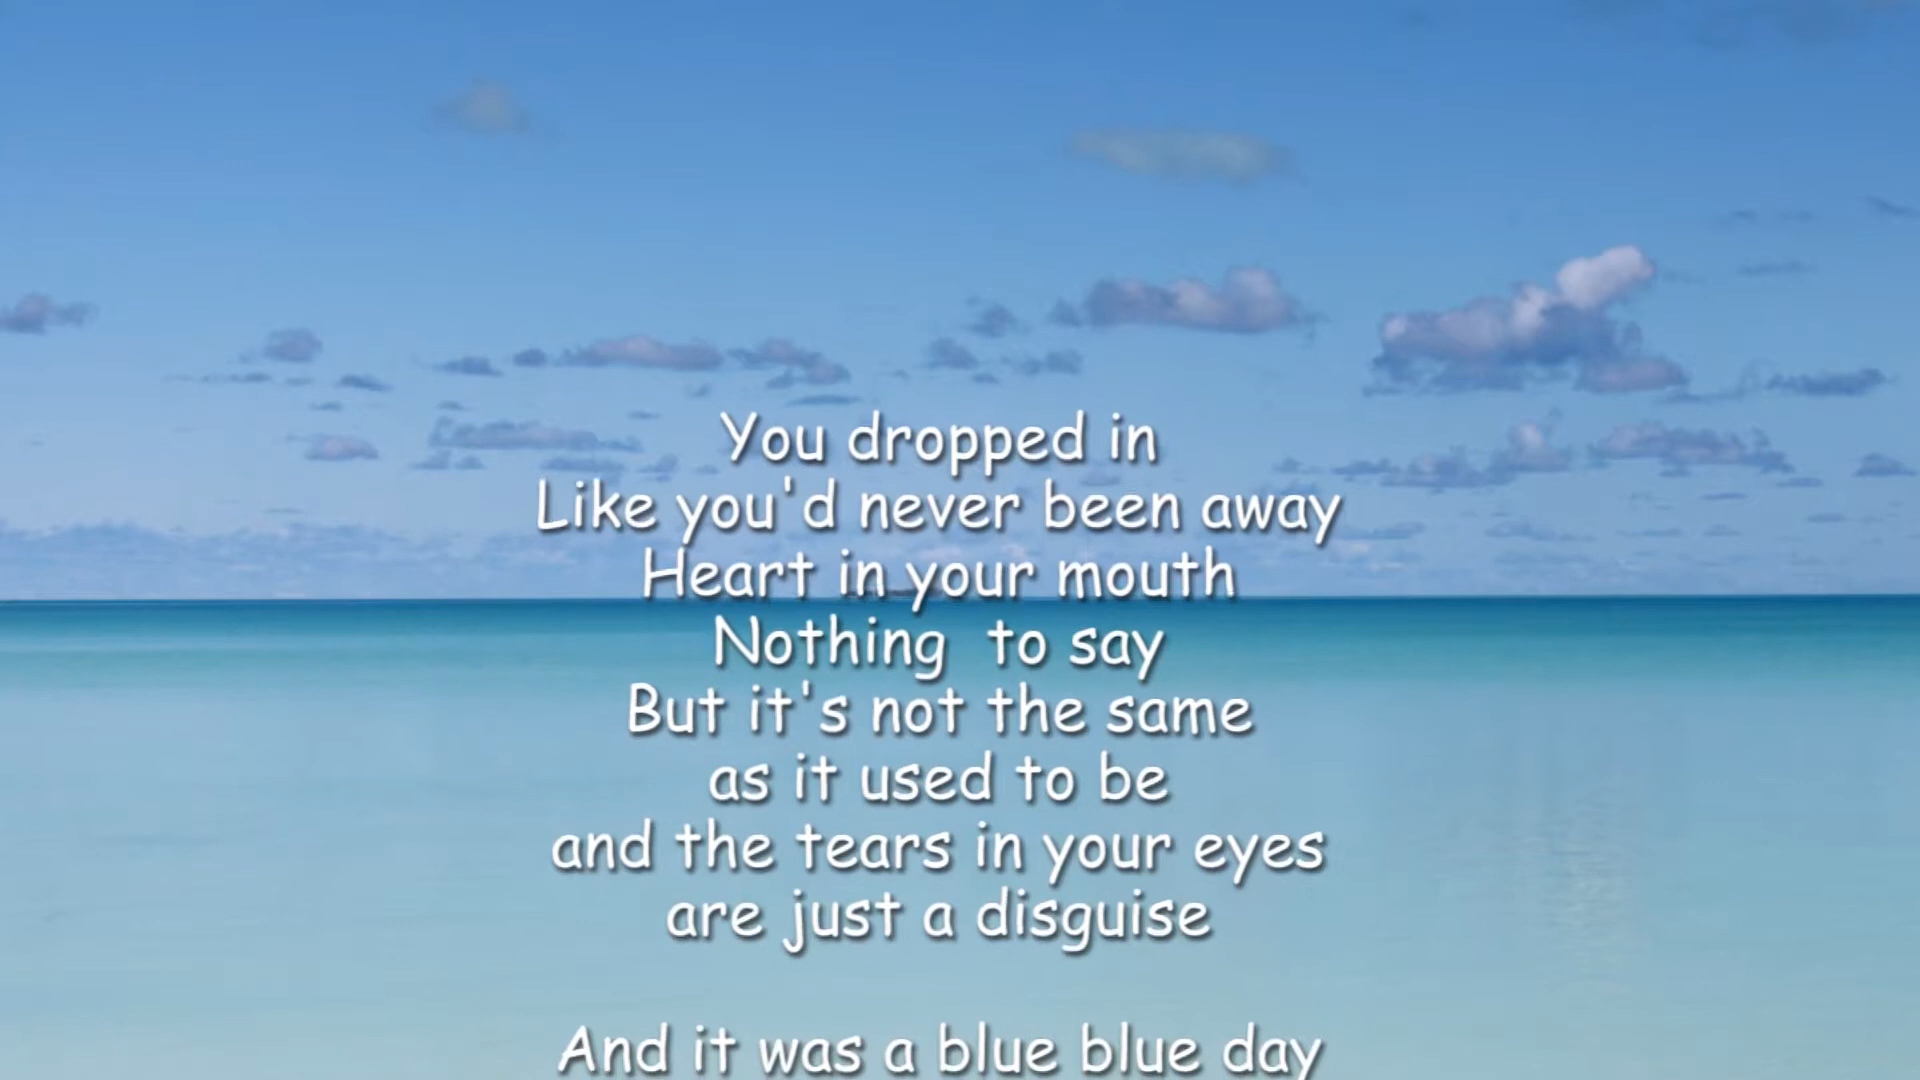 You dropped in
Like you'd never been away
Heart in your mouth
Nothing  to say
But it's not the same
as it used to be
and the tears in your eyes
are just a disguise
And it was a blue blue day